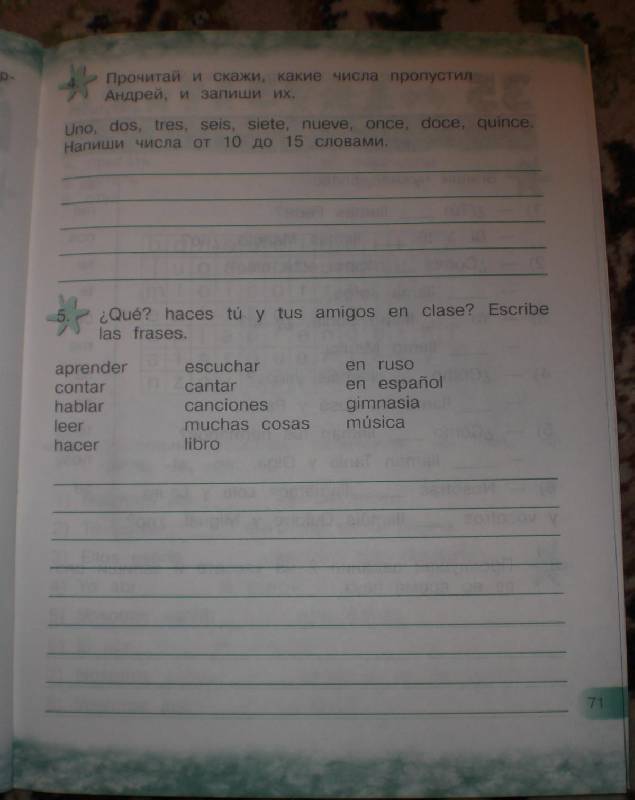 р-
4. Прочитай и скажи, какие числа пропустил
Андрей, и запиши их.
Uno, dos, tres, seis, siete, nueve, once, doce, quince.
Напиши числа от 10 до 15 словами.
5. ¿Qué? haces tú y tus amigos en clase? Escribe
las frases.
aprender escuchar en ruso
contar cantar en español
hablar canciones gimnasia
leer muchas cosas música
hacer libro
71